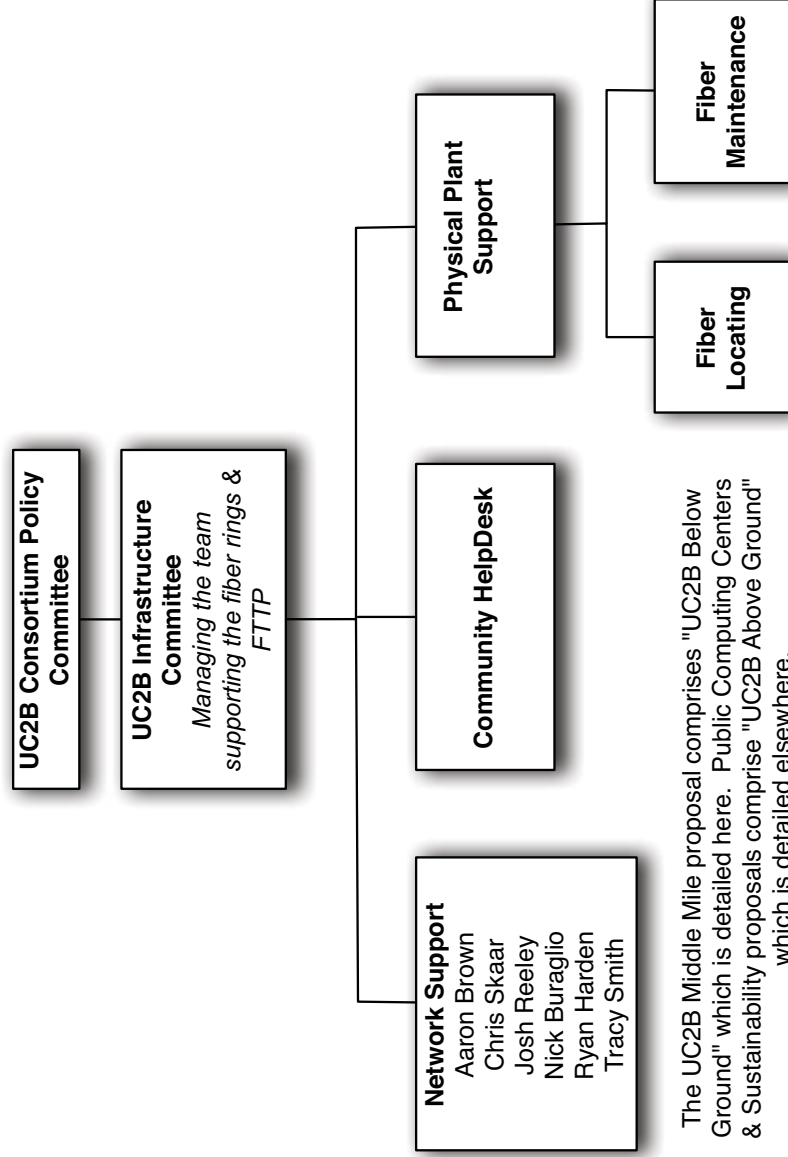 UC2B Consortium Policy
Committee
UC2B Infrastructure
Committee
Managing the team
supporting the fiber rings &
FTTP
Network Support
Aaron Brown
Chris Skaar
Josh Reeley
Nick Buraglio
Ryan Harden
Tracy Smith
Community HelpDesk
Physical Plant
Support
Fiber
Locating
Fiber
Maintenance
The UC2B Middle Mile proposal comprises "UC2B Below
Ground" which is detailed here. Public Computing Centers
& Sustainability proposals comprise "UC2B Above Ground"
which is detailed elsewhere.